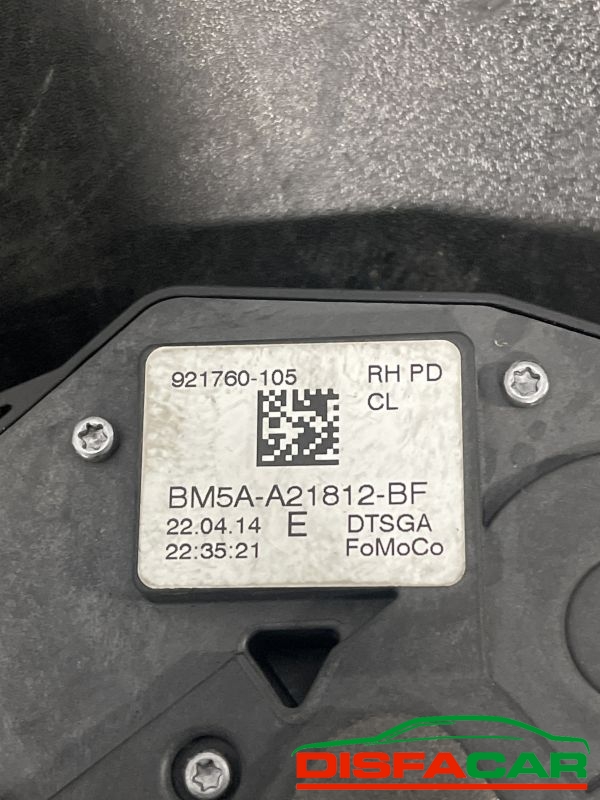 921760-105 RH PD
CL
BM5A-A21812-BF
22.04.14 E DTSGA
22:35:21 FoMoCo
DISFACAR